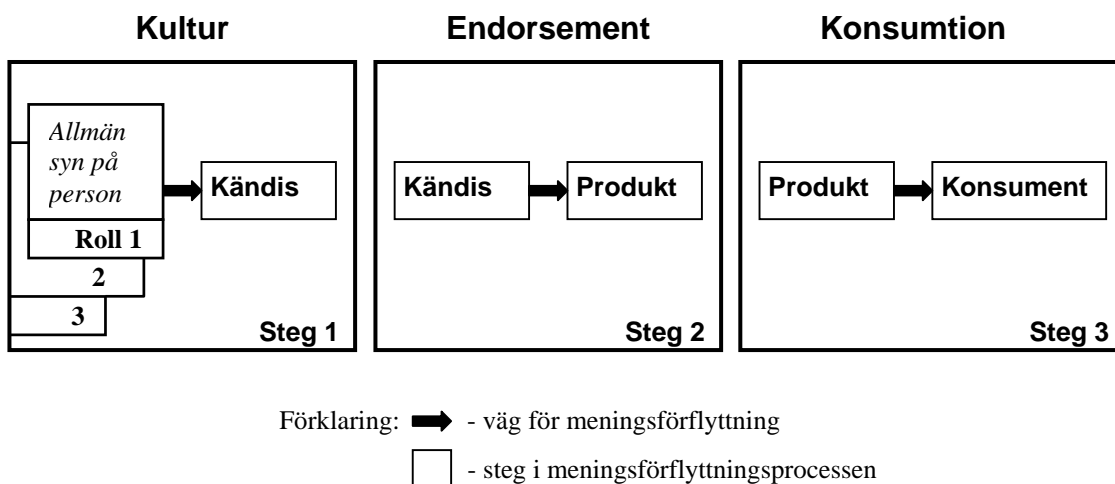 Kultur
Endorsement
Konsumtion
Allmän
syn på
person
Roll 1
2
3
Kändis
Steg 1
Kändis
Produkt
Steg 2
Produkt
Konsument
Steg 3
Förklaring: - väg för meningsförflyttning
- steg i meningsförflyttningsprocessen